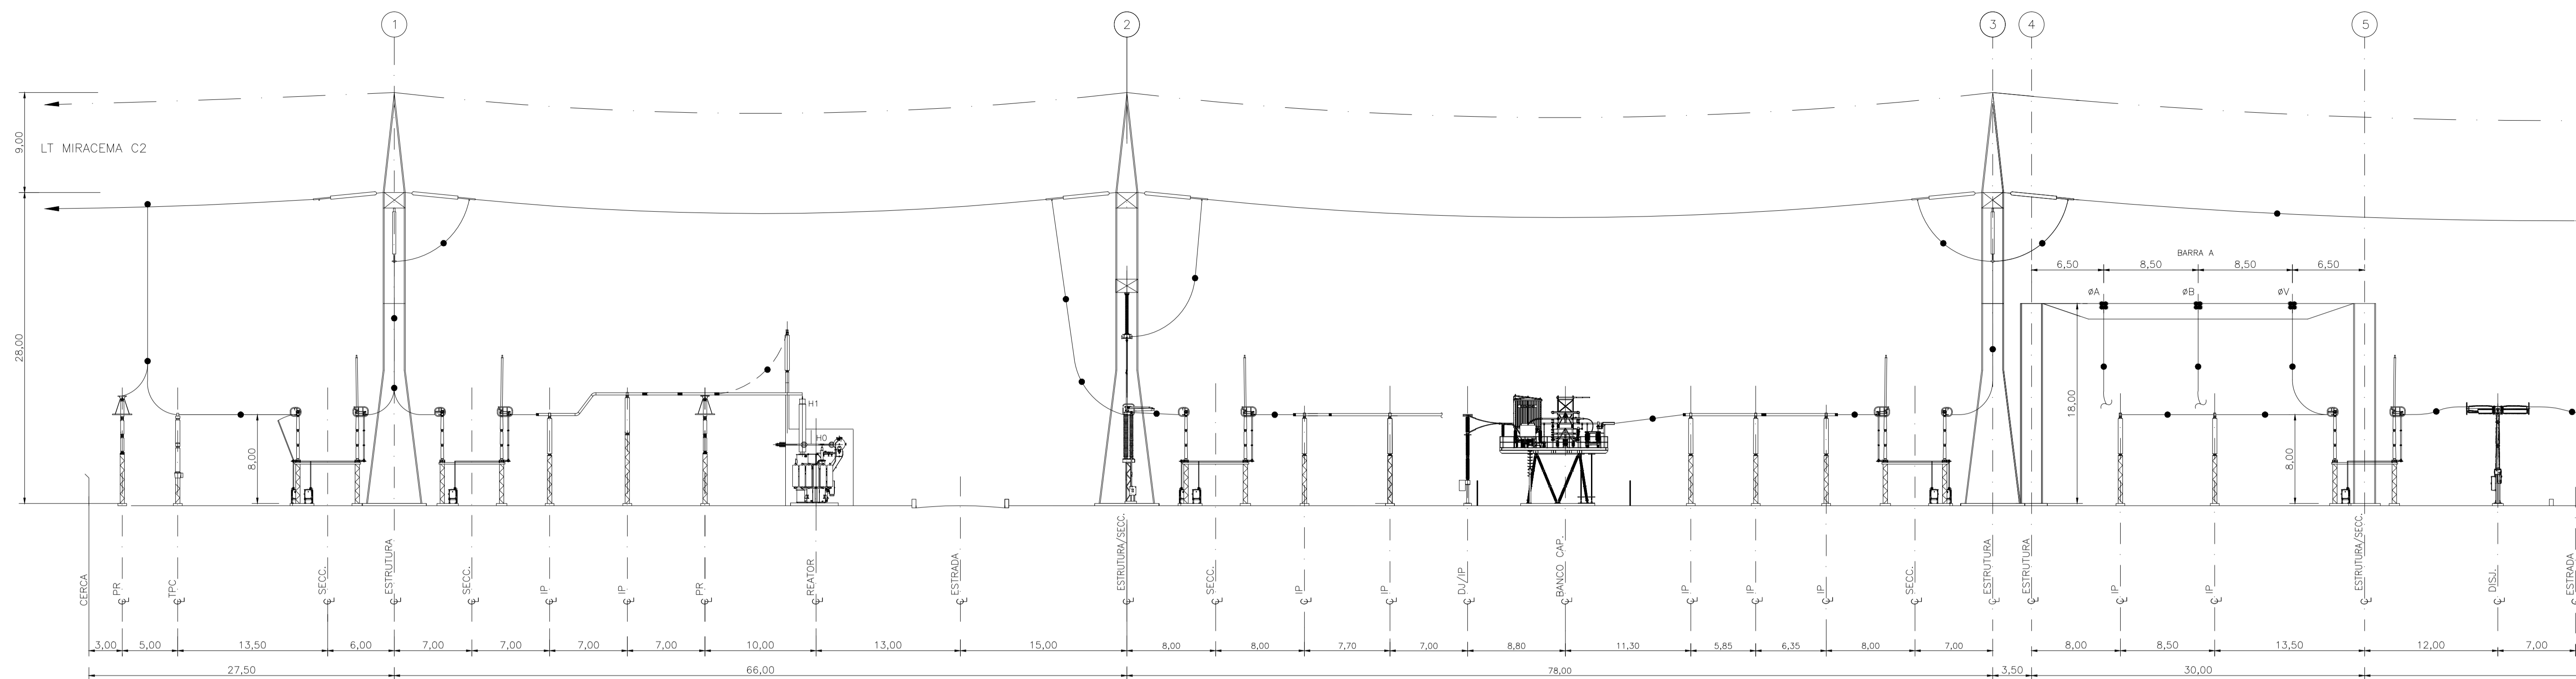 1
2
3
4
5
9,00
LT MIRACEMA C2
28,00
BARRA A
6,50
8,50
8,50
6,50
øA
øB
øV
18,00
H1
H0
8,00
8,00
CERCA
PR
TPC
SECC.
ESTRUTURA
SECC.
IP
IP
PR
REATOR
ESTRADA
ESTRUTURA/SECC.
SECC.
IP
IP
DJ/IP
BANCO CAP.
IP
IP
IP
SECC.
ESTRUTURA
ESTRUTURA
IP
IP
ESTRUTURA/SECC.
DISJ.
ESTRADA
3,00
5,00
13,50
6,00
7,00
7,00
7,00
7,00
10,00
13,00
15,00
8,00
8,00
7,70
7,00
8,80
11,30
5,85
6,35
8,00
7,00
8,00
8,50
13,50
12,00
7,00
27,50
66,00
78,00
3,50
30,00